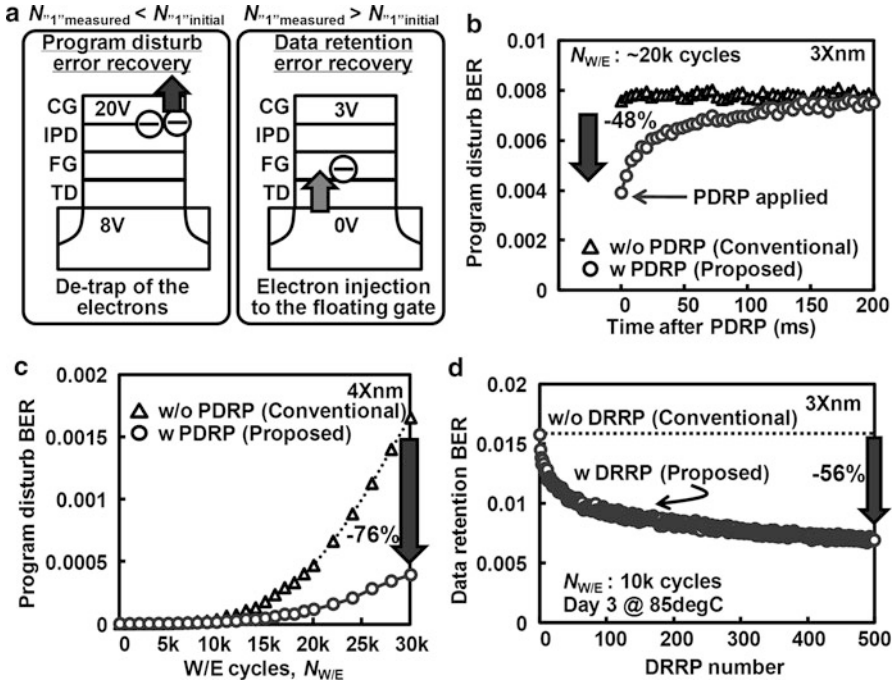 a
N"1"measured < N"1"initial
Program disturb
error recovery
CG
IPD
FG
TD
20V
8V
De-trap of the
electrons
N"1"measured > N"1"initial
Data retention
error recovery
CG
IPD
FG
TD
3V
0V
Electron injection
to the floating gate
b
Program disturb BER
0.01
0.008
0.006
0.004
0.002
0
NW/E: ~20k cycles
3Xnm
-48%
PDRP applied
w/o PDRP (Conventional)
w PDRP (Proposed)
0 50 100 150 200
Time after PDRP (ms)
c
Program disturb BER
0.002
0.0015
0.001
0.0005
0
4Xnm
w/o PDRP (Conventional)
w PDRP (Proposed)
-76%
0 5k 10k 15k 20k 25k 30k
W/E cycles, NW/E
d
Data retention BER
0.02
0.015
0.01
0.005
0
3Xnm
w/o DRRP (Conventional)
w DRRP (Proposed)
-56%
NW/E : 10k cycles
Day 3 @ 85degC
0 100 200 300 400 500
DRRP number